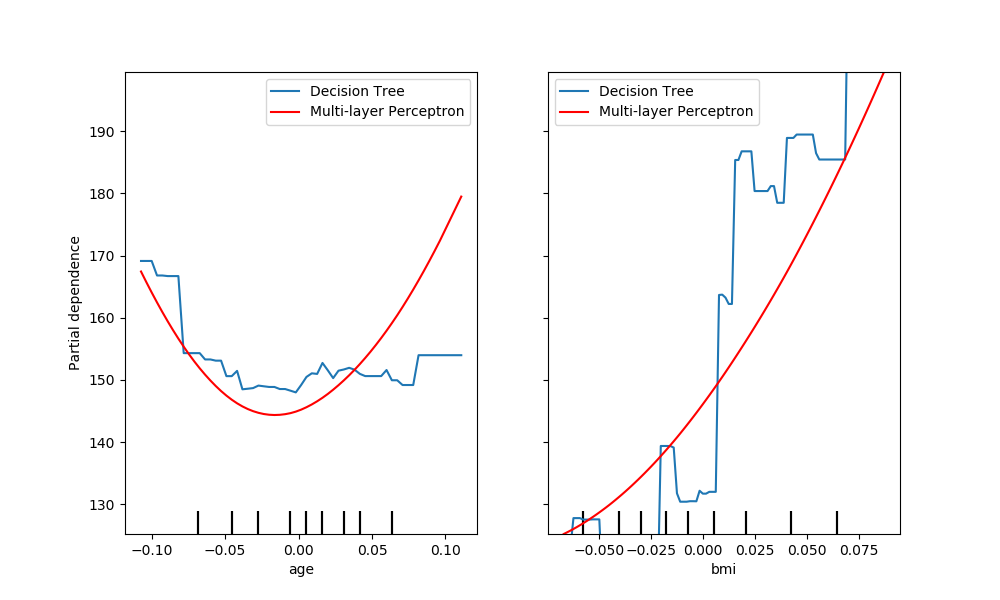 Decision Tree
Multi-layer Perceptron
Decision Tree
Multi-layer Perceptron
190
180
170
160
150
140
130
Partial dependence
−0.10 −0.05 0.00 0.05 0.10
age
−0.050 −0.025 0.000 0.025 0.050 0.075
bmi